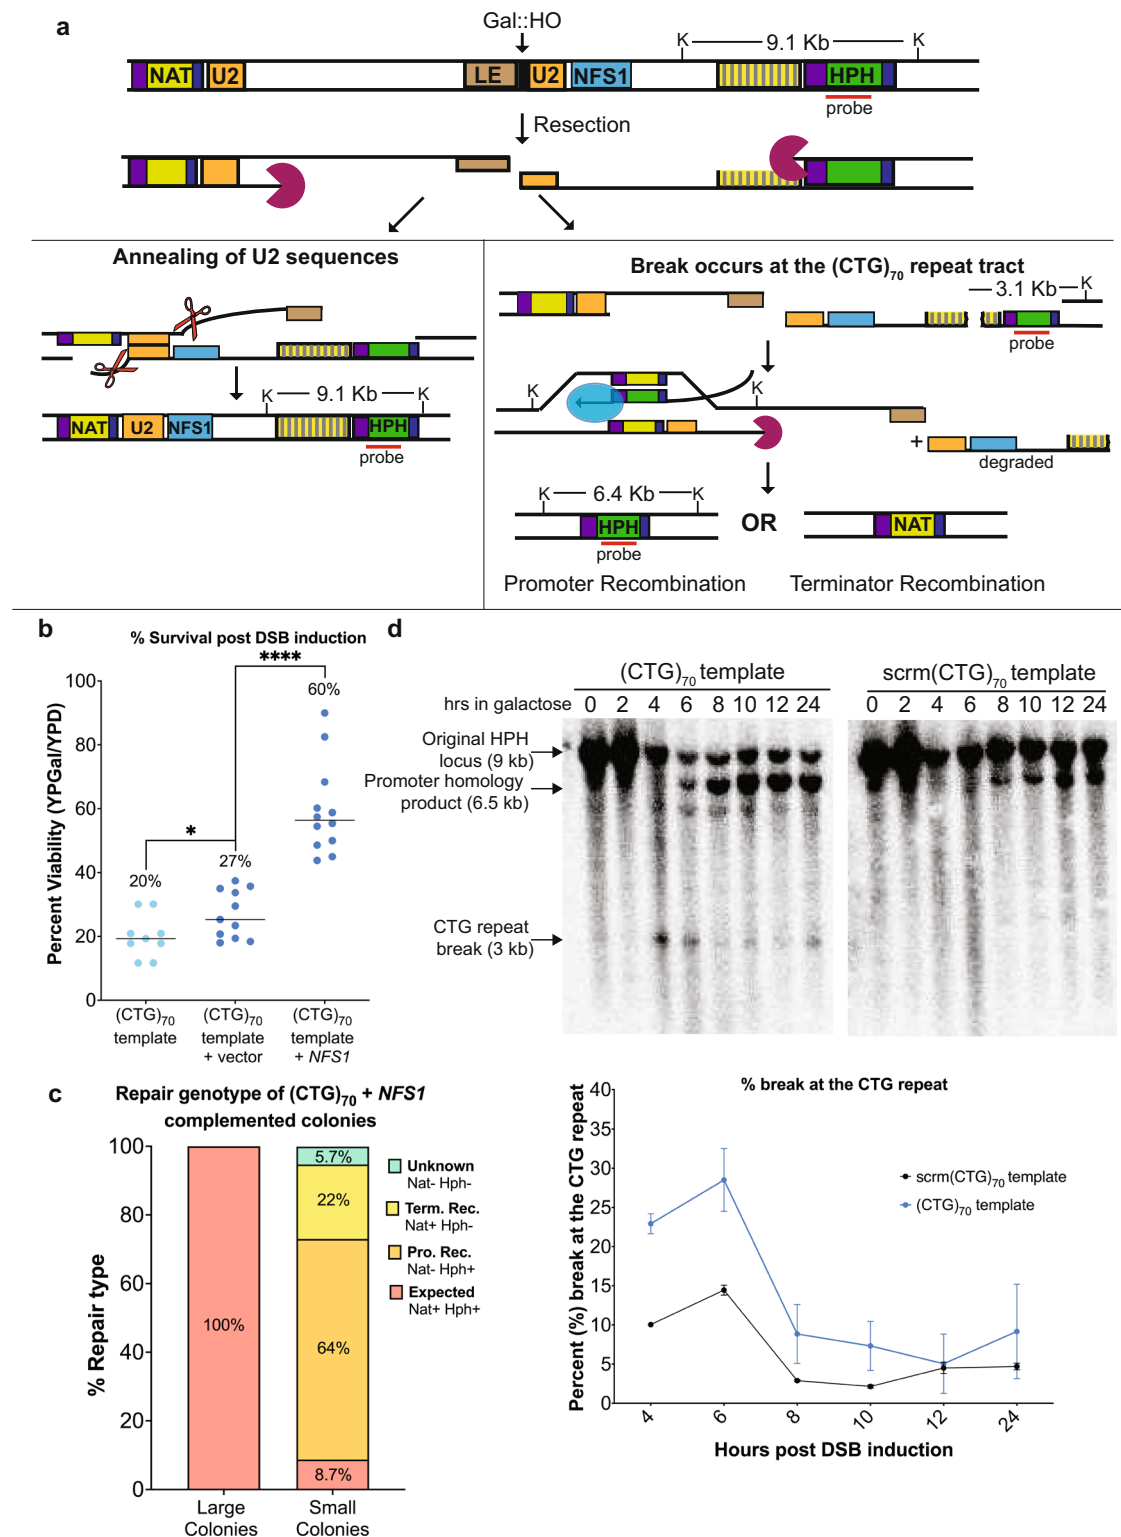 a
Gal::HO
K 9.1 Kb K
NAT U2 LE U2 NFS1 HPH
probe
Resection
Annealing of U2 sequences
K 9.1 Kb K
NAT U2 NFS1 HPH
probe
Break occurs at the (CTG)70 repeat tract
3.1 Kb K
probe
K K
+
degraded
K 6.4 Kb K
HPH OR NAT
probe
Promoter Recombination Terminator Recombination
b
% Survival post DSB induction
****
*
20%
27%
60%
Percent Viability (YPGal/YPD)
100
80
60
40
20
0
(CTG)70 template
(CTG)70 template + vector
(CTG)70 template + NFS1
c
Repair genotype of (CTG)70 + NFS1
complemented colonies
% Repair type
100
80
60
40
20
0
100%
5.7%
22%
64%
8.7%
Large Colonies
Small Colonies
Unknown
Nat- Hph-
Term. Rec.
Nat+ Hph-
Pro. Rec.
Nat- Hph+
Expected
Nat+ Hph+
d
(CTG)70 template
scrm(CTG)70 template
hrs in galactose 0 2 4 6 8 10 12 24 0 2 4 6 8 10 12 24
Original HPH
locus (9 kb)
Promoter homology
product (6.5 kb)
CTG repeat
break (3 kb)
% break at the CTG repeat
Percent (%) break at the CTG repeat
40
35
30
25
20
15
10
5
0
scrm(CTG)70 template
(CTG)70 template
4 6 8 10 12 24
Hours post DSB induction